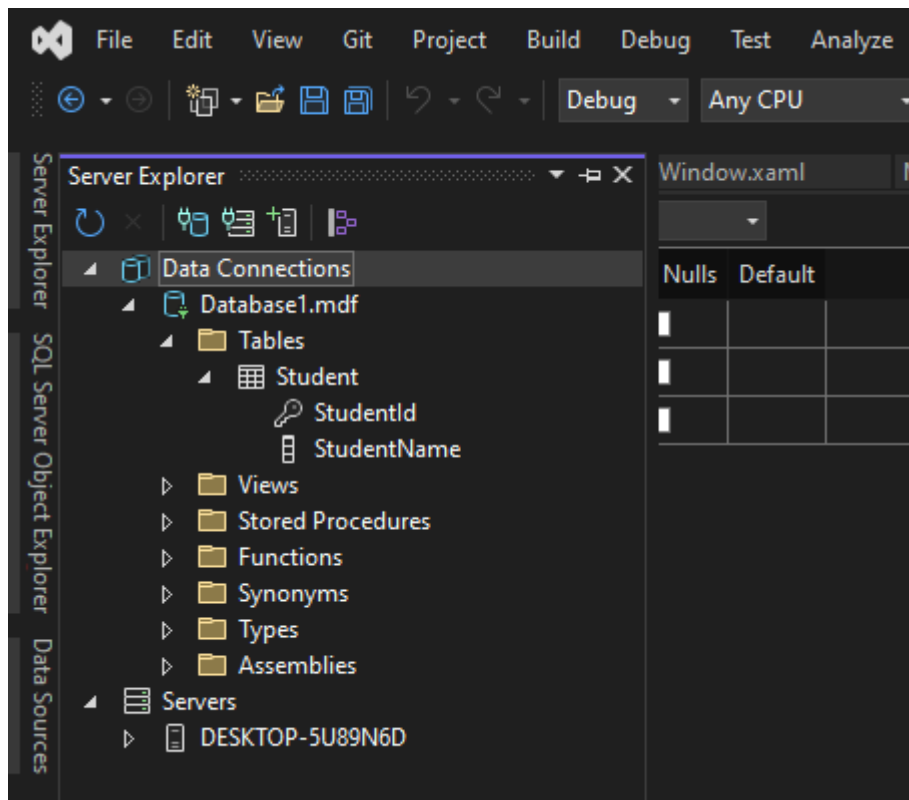 File Edit View Git Project Build Debug Test Analyze
Debug Any CPU
Server Explorer
SQL Server Object Explorer
Data Sources
Server Explorer
Data Connections
Database1.mdf
Tables
Student
StudentId
StudentName
Views
Stored Procedures
Functions
Synonyms
Types
Assemblies
Servers
DESKTOP-5U89N6D
Window.xaml
Nulls Default